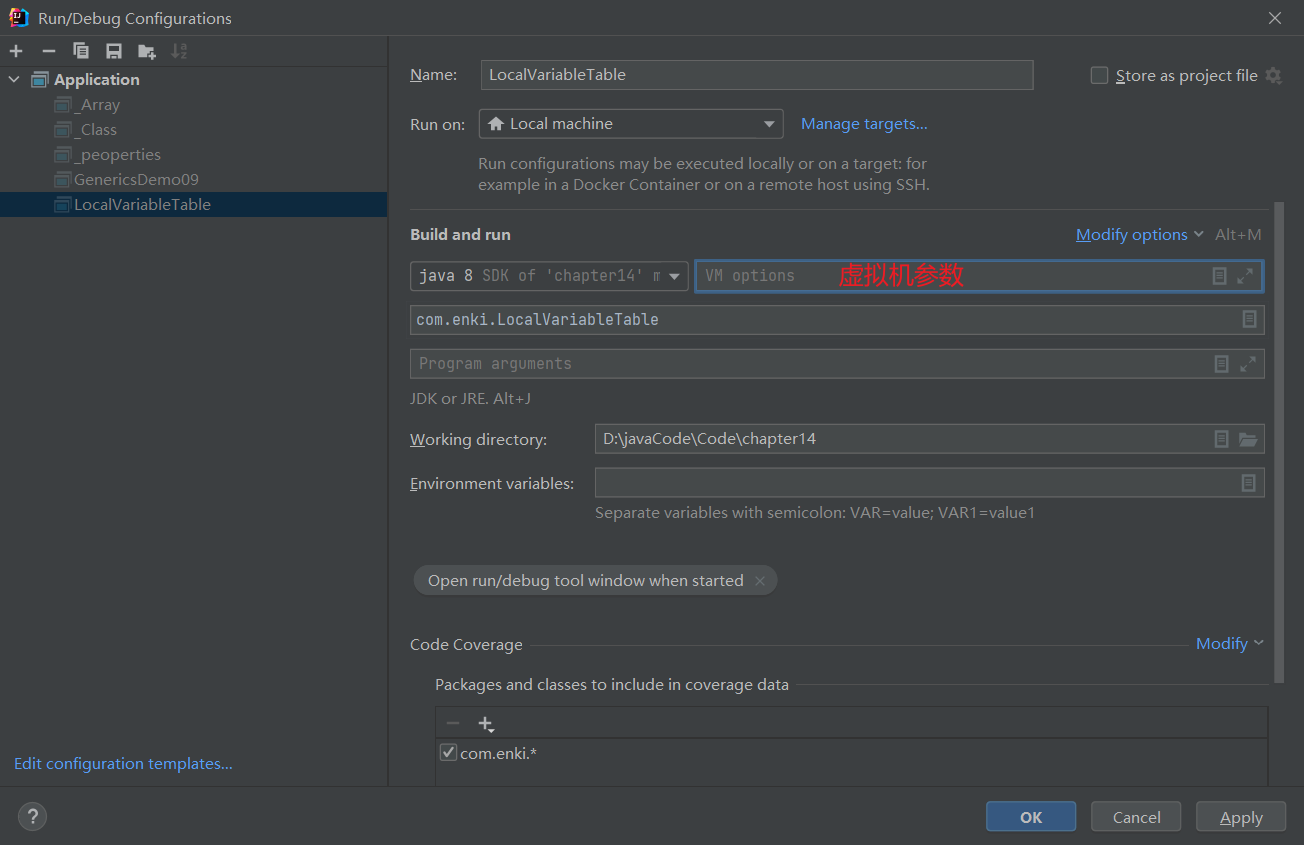 Run/Debug Configurations
Application
_Array
_Class
_peoperties
GenericsDemo09
LocalVariableTable
Edit configuration templates...
Name: LocalVariableTable Store as project file
Run on: Local machine Manage targets...
Run configurations may be executed locally or on a target: for
example in a Docker Container or on a remote host using SSH.
Build and run Modify options Alt+M
java 8 SDK of 'chapter14' m VM options 虚拟机参数
com.enki.LocalVariableTable
Program arguments
JDK or JRE. Alt+J
Working directory: D:\javaCode\Code\chapter14
Environment variables:
Separate variables with semicolon: VAR=value; VAR1=value1
Open run/debug tool window when started
Code Coverage Modify
Packages and classes to include in coverage data
com.enki.*
? OK Cancel Apply